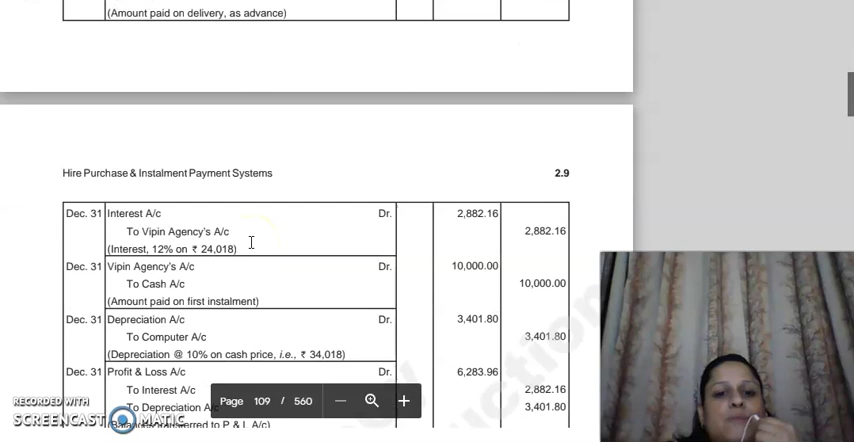 (Amount paid on delivery, as advance)
Hire Purchase & Instalment Payment Systems 2.9
Dec. 31 Interest A/c Dr. 2,882.16
To Vipin Agency's A/c 2,882.16
(Interest, 12% on ₹ 24,018)
Dec. 31 Vipin Agency's A/c Dr. 10,000.00
To Cash A/c 10,000.00
(Amount paid on first instalment)
Dec. 31 Depreciation A/c Dr. 3,401.80
To Computer A/c 3,401.80
(Depreciation @ 10% on cash price, i.e., ₹ 34,018)
Dec. 31 Profit & Loss A/c Dr. 6,283.96
To Interest A/c 2,882.16
To Depreciation A/c 3,401.80
Page 109 / 560
RECORDED WITH
SCREENCAST MATIC